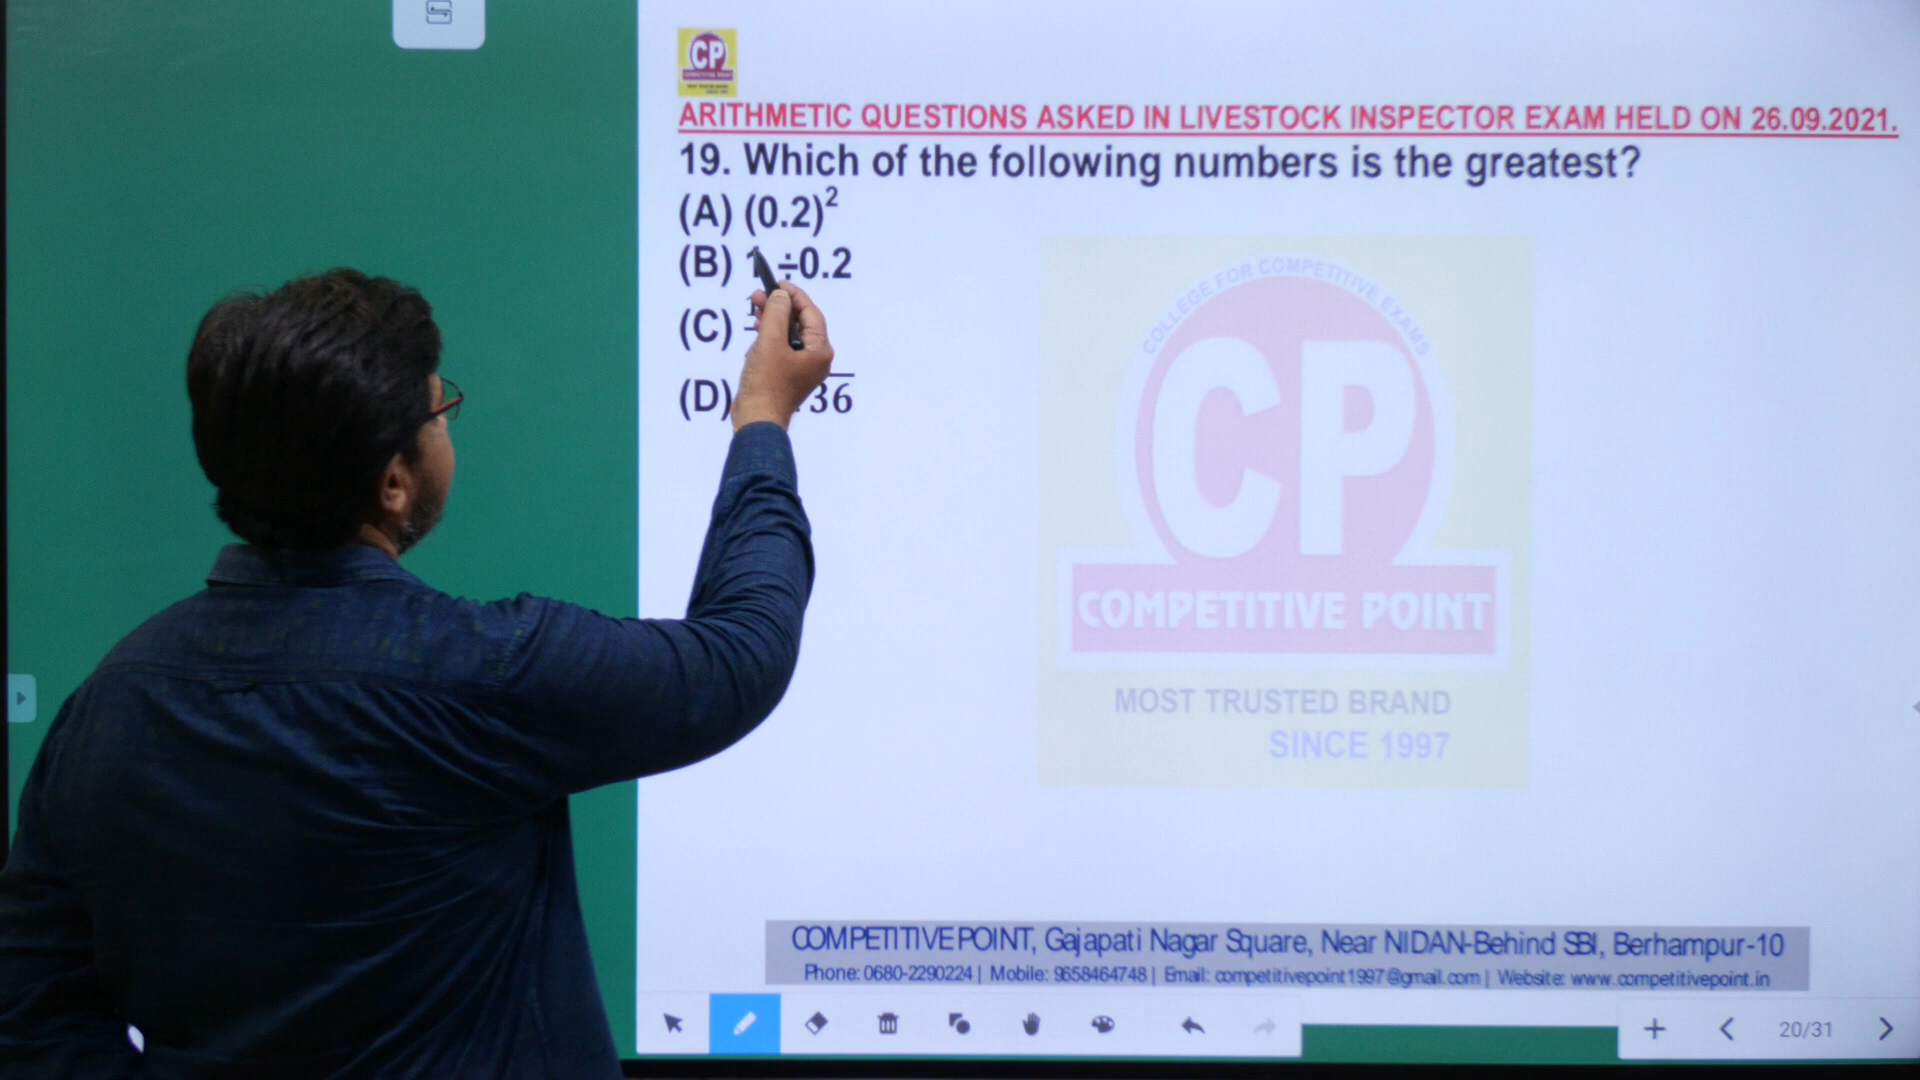 CP
COMPETITIVE POINT
ARITHMETIC QUESTIONS ASKED IN LIVESTOCK INSPECTOR EXAM HELD ON 26.09.2021.
19. Which of the following numbers is the greatest?
(A) (0.2)²
(B) 1 ÷0.2
(C)
(D) 36
COLLEGE FOR COMPETITIVE EXAMS
CP
COMPETITIVE POINT
MOST TRUSTED BRAND
SINCE 1997
COMPETITIVE POINT, Gajapati Nagar Square, Near NIDAN-Behind SBI, Berhampur-10
Phone: 0680-2290224 | Mobile: 9658464748 | Email: competitivepoint1997@gmail.com | Website: www.competitivepoint.in
20/31